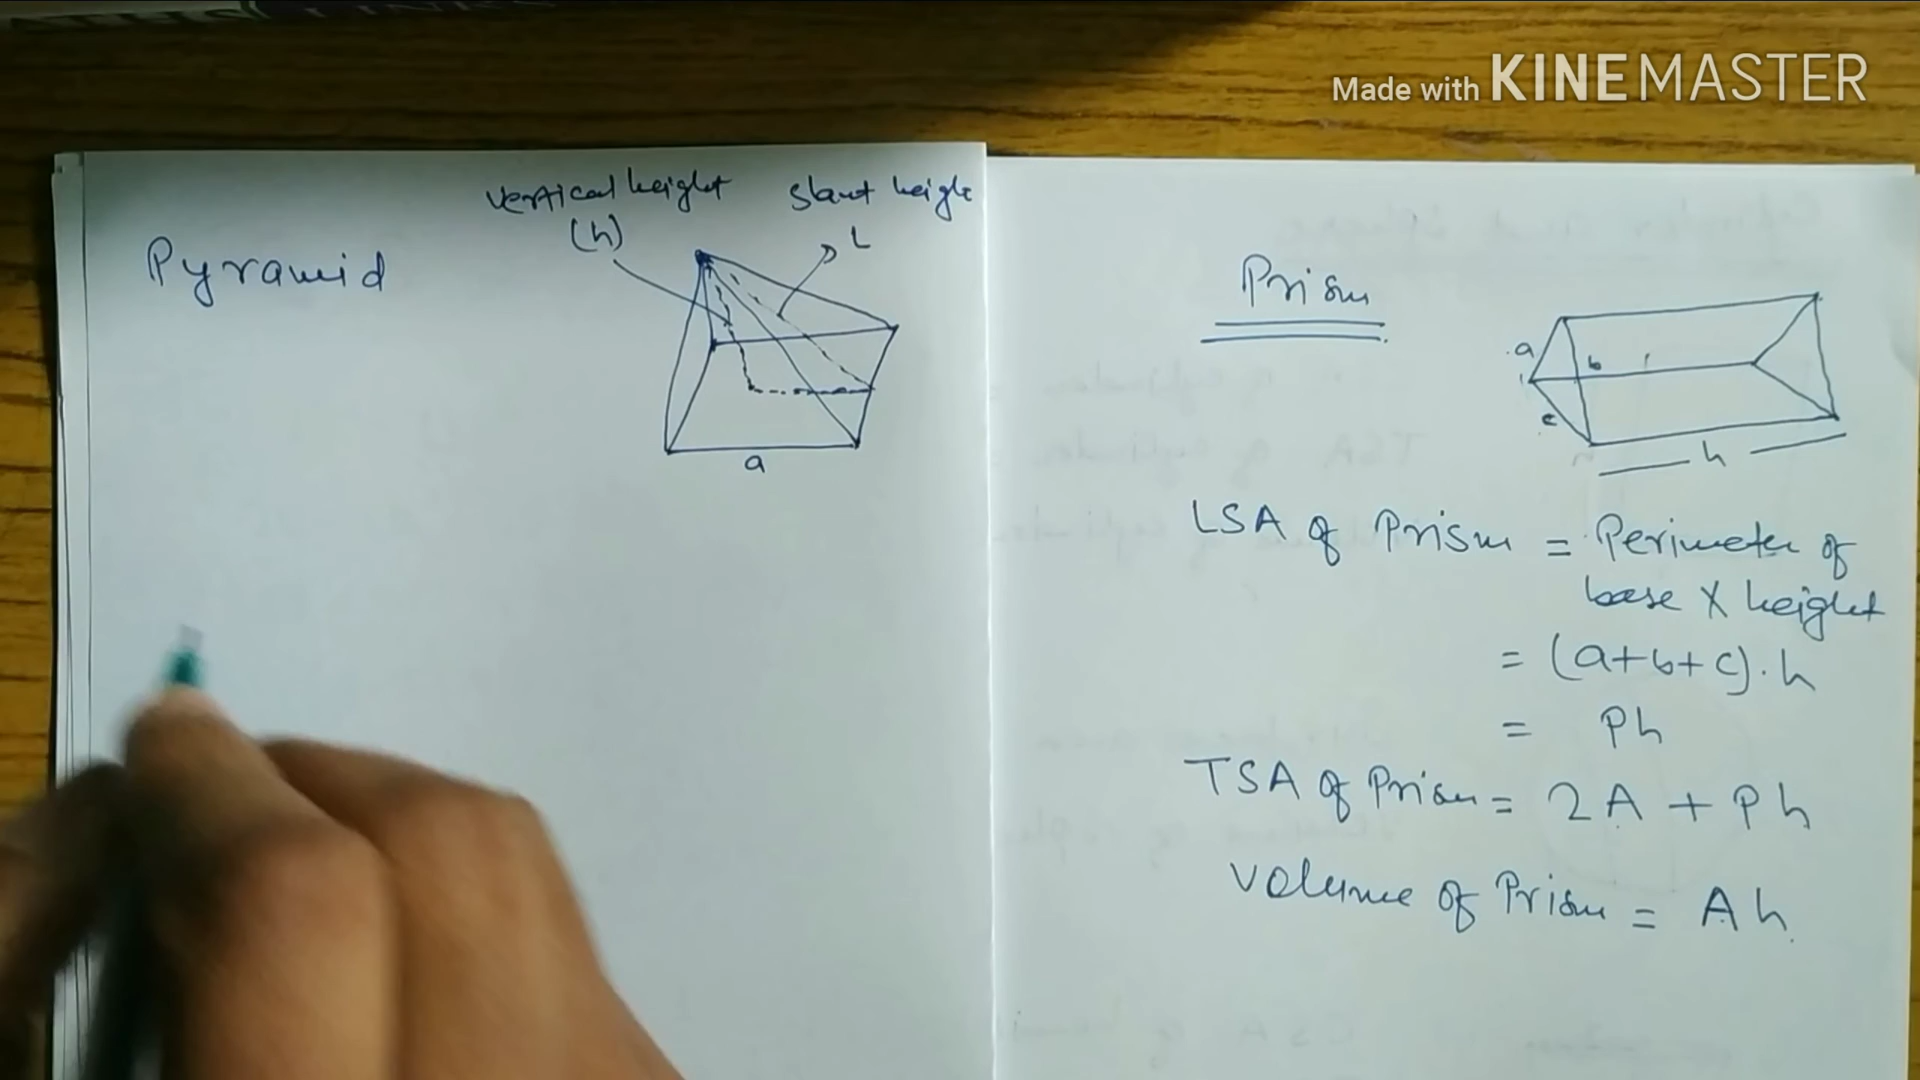 Made with KINEMASTER
vertical height
(h)
slant heigh
L
Pyramid
a
Prism
a
b
c
h
LSA of Prism = Perimeter of
base X height
= (a+b+c).h
= Ph
TSA of Prism = 2A + Ph
Volume of Prism = Ah.